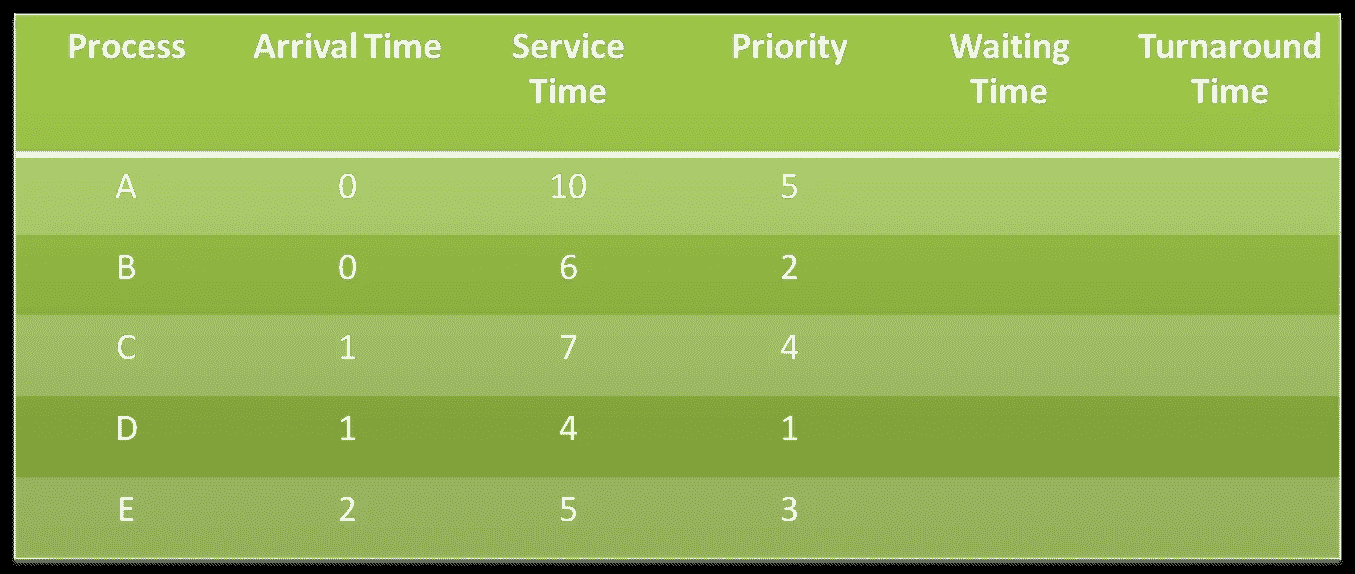 Process Arrival Time Service Time Priority Waiting Time Turnaround Time
A 0 10 5
B 0 6 2
C 1 7 4
D 1 4 1
E 2 5 3